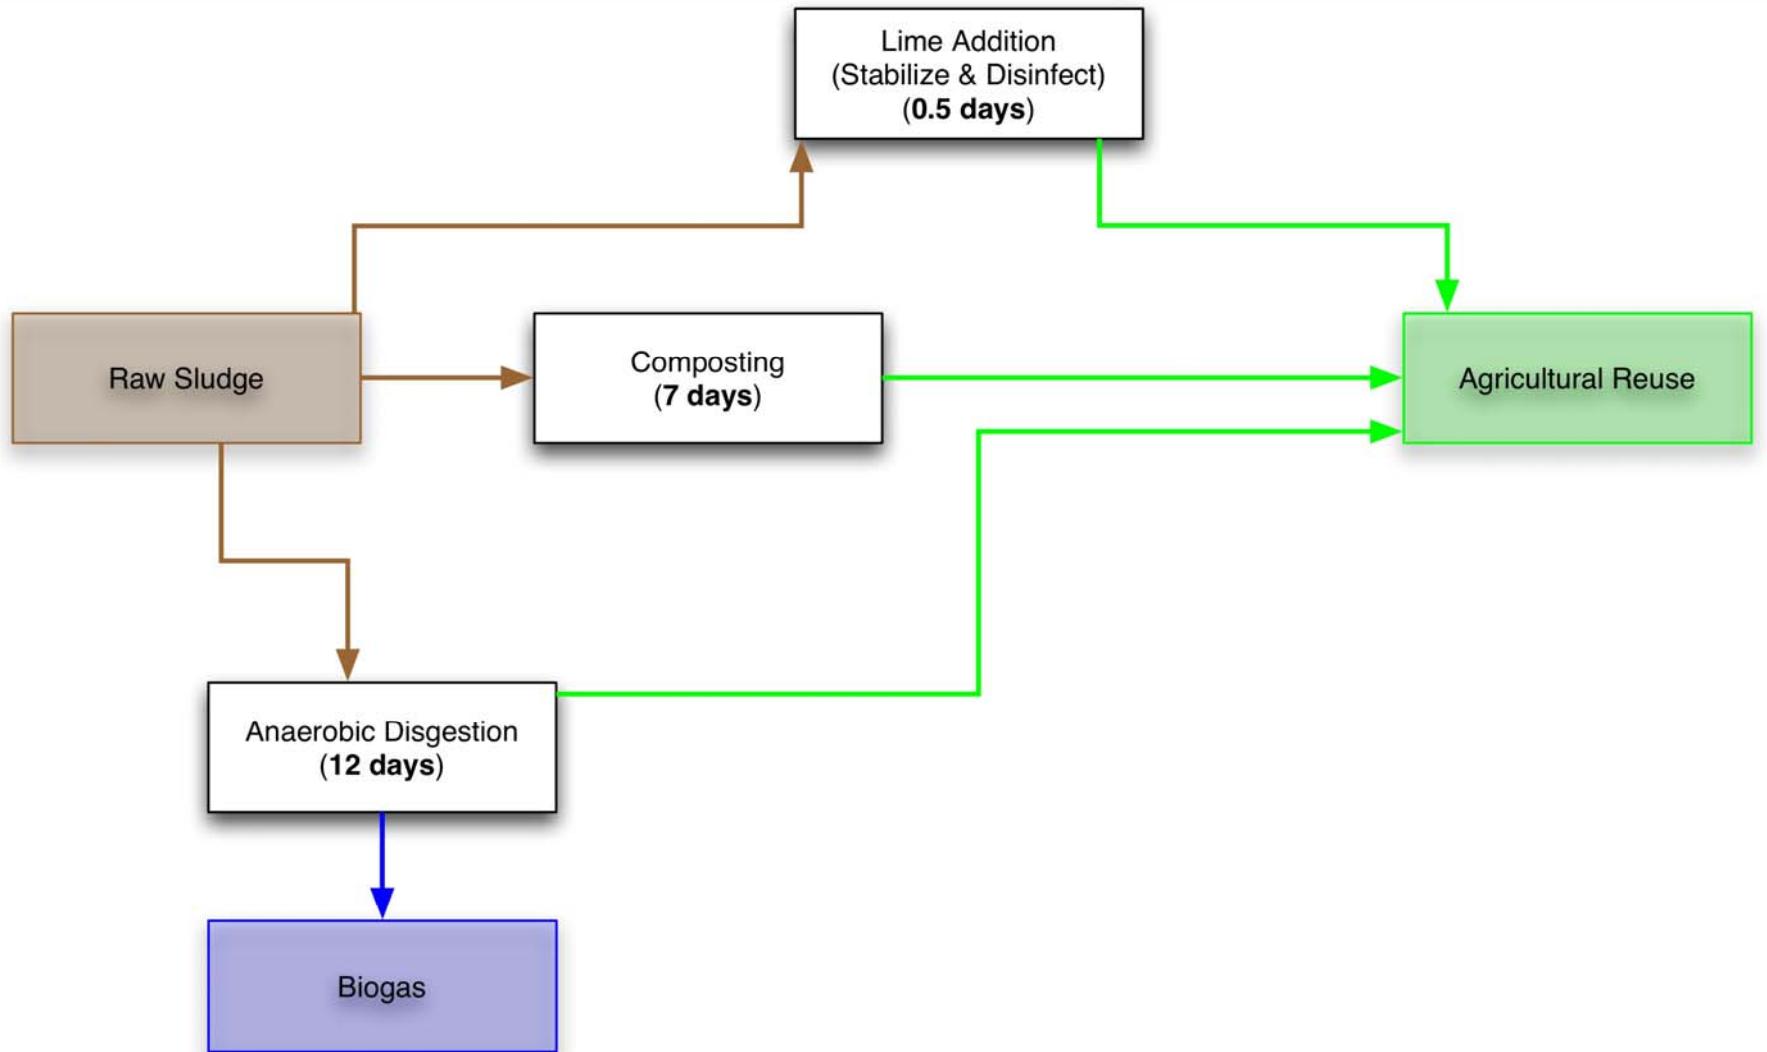 Lime Addition
(Stabilize & Disinfect)
(0.5 days)
Raw Sludge
Composting
(7 days)
Agricultural Reuse
Anaerobic Disgestion
(12 days)
Biogas